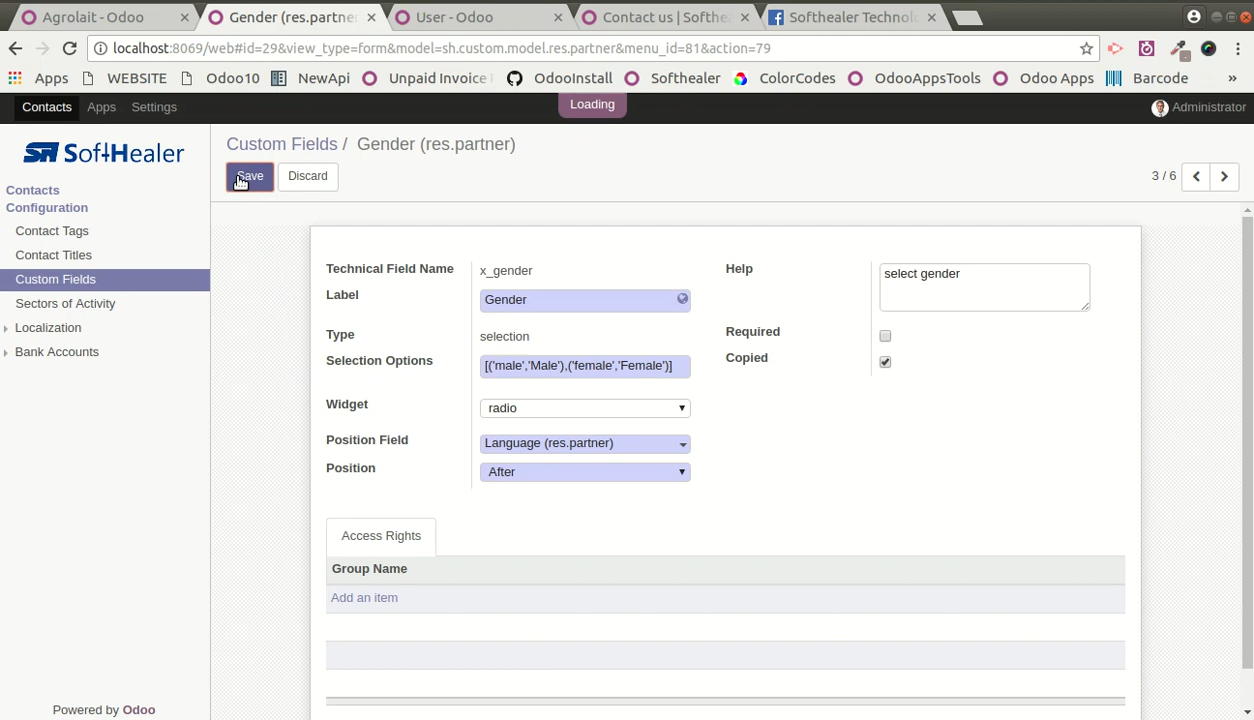 Agrolait - Odoo
Gender (res.partne
User - Odoo
Contact us | Softhea
Softhealer Technol
localhost:8069/web#id=29&view_type=form&model=sh.custom.model.res.partner&menu_id=81&action=79
Apps WEBSITE Odoo10 NewApi Unpaid Invoice OdooInstall Softhealer ColorCodes OdooAppsTools Odoo Apps Barcode »
Contacts Apps Settings Loading Administrator
SoftHealer
Custom Fields / Gender (res.partner)
Save Discard 3 / 6
Contacts
Configuration
Contact Tags
Contact Titles
Custom Fields
Sectors of Activity
Localization
Bank Accounts
Technical Field Name x_gender
Label Gender
Type selection
Selection Options [('male','Male'),('female','Female')]
Widget radio
Position Field Language (res.partner)
Position After
Help select gender
Required
Copied
Access Rights
Group Name
Add an item
Powered by Odoo